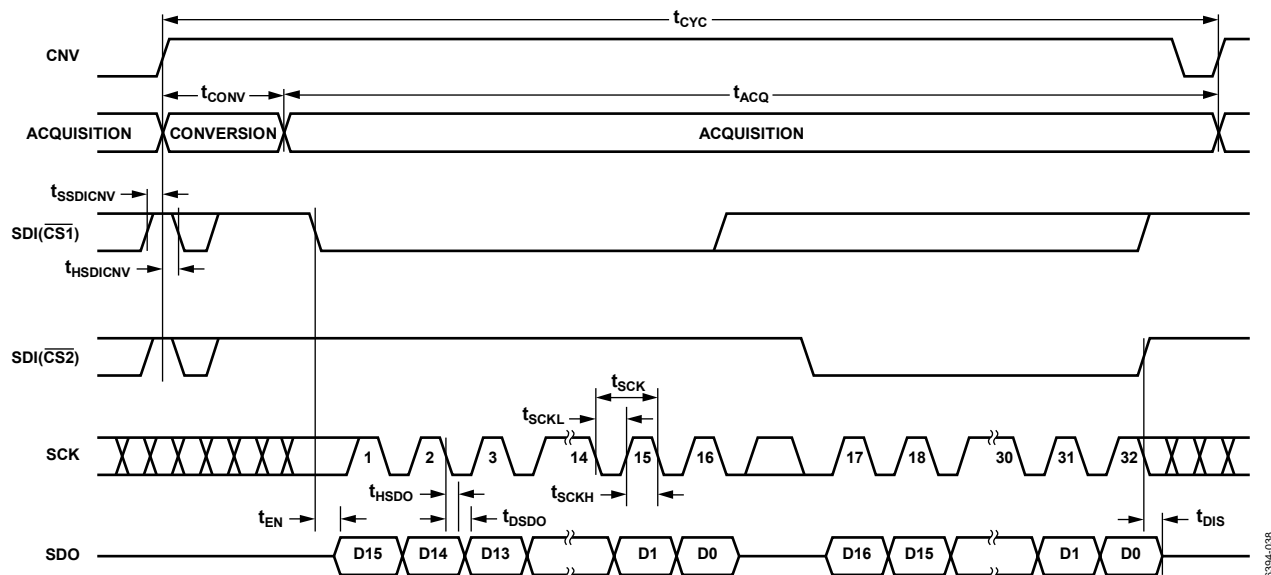 tCYC
CNV
tCONV
tACQ
ACQUISITION
CONVERSION
ACQUISITION
tSSDICNV
SDI(CS1)
tHSDICNV
SDI(CS2)
tSCK
tSCKL
SCK
1 2 3 14 15 16 17 18 30 31 32
tHSDO
tSCKH
tEN
tDSDO
tDIS
SDO
D15 D14 D13 D1 D0 D16 D15 D1 D0